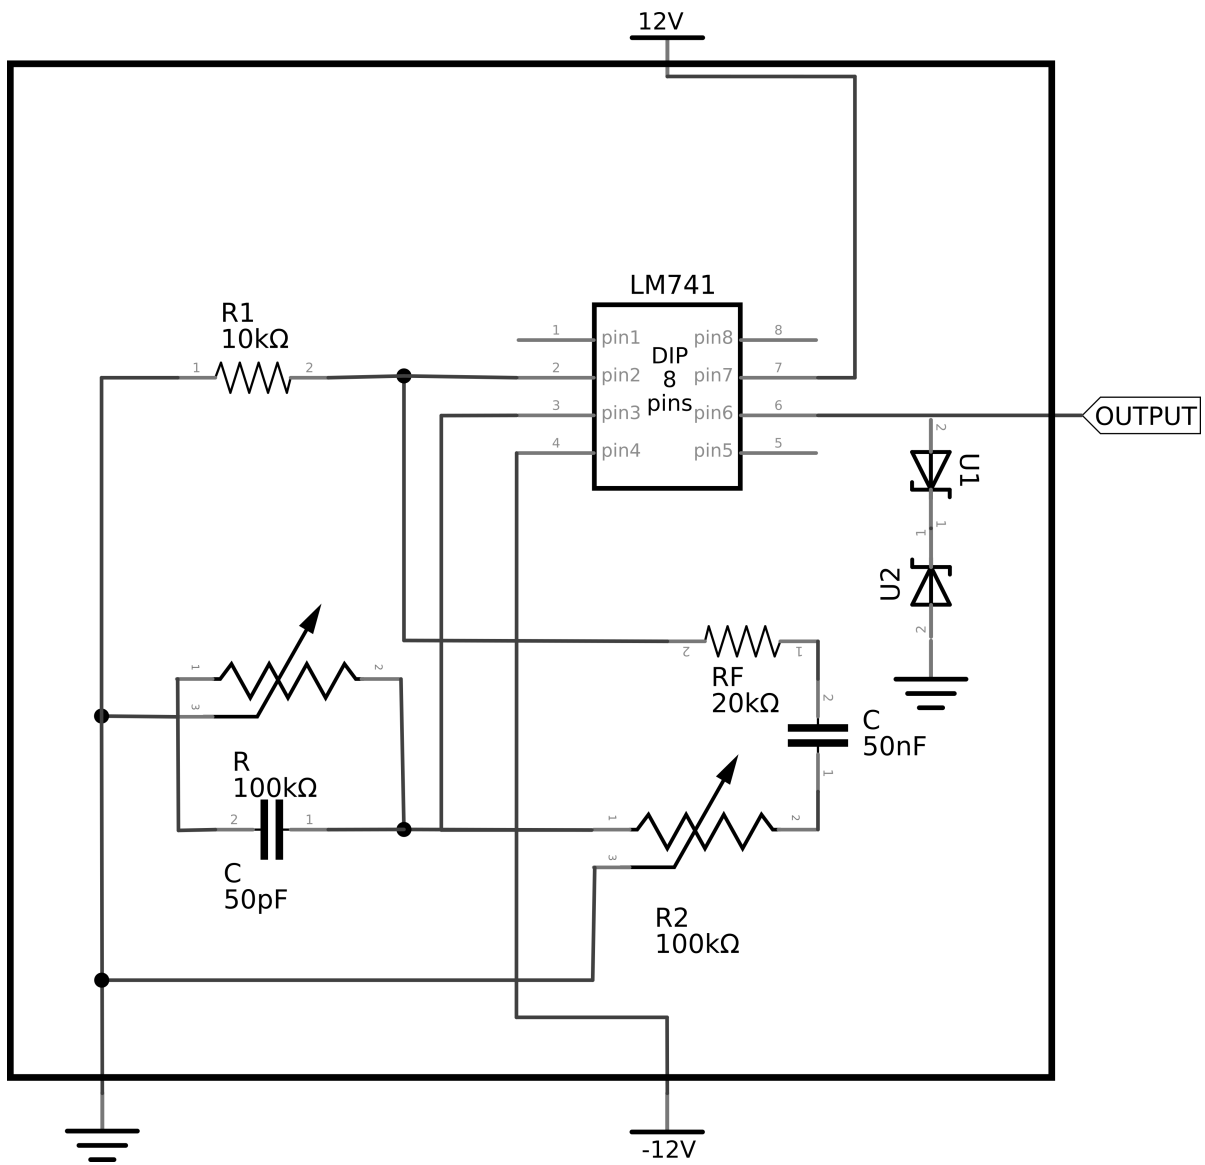 12V
LM741
R1
10kΩ
1
2
1
2
3
4
pin1
pin2
pin3
pin4
DIP
8
pins
pin8
pin7
pin6
pin5
8
7
6
5
OUTPUT
2
U1
1
1
U2
2
1
2
3
R
100kΩ
2
1
C
50pF
2
1
RF
20kΩ
2
C
50nF
1
1
2
3
R2
100kΩ
-12V